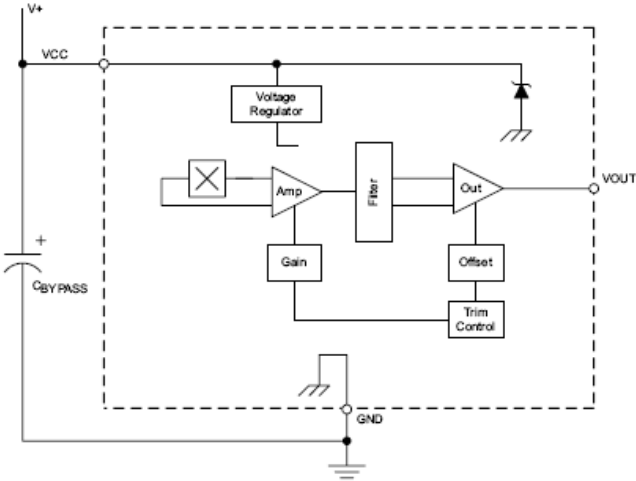 V+
VCC
Voltage
Regulator
Amp
Filter
Out
VOUT
Gain
Offset
Trim
Control
+
CBYPASS
GND